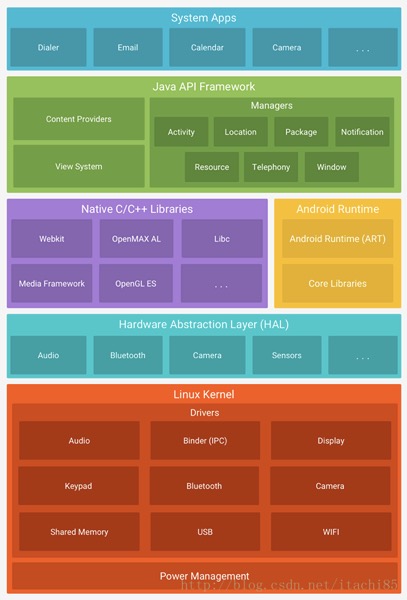 System Apps
Dialer Email Calendar Camera . . .
Java API Framework
Content Providers
View System
Managers
Activity Location Package Notification
Resource Telephony Window
Native C/C++ Libraries
Webkit OpenMAX AL Libc
Media Framework OpenGL ES . . .
Android Runtime
Android Runtime (ART)
Core Libraries
Hardware Abstraction Layer (HAL)
Audio Bluetooth Camera Sensors . . .
Linux Kernel
Drivers
Audio Binder (IPC) Display
Keypad Bluetooth Camera
Shared Memory USB WIFI
Power Management
http://blog.csdn.net/itachi85